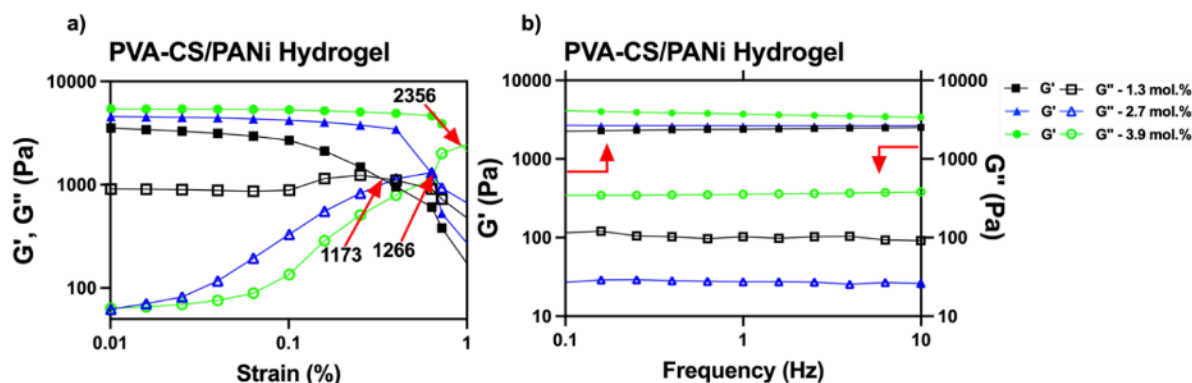 a)
PVA-CS/PANi Hydrogel
G', G'' (Pa)
10000
1000
100
0.01
0.1
1
Strain (%)
2356
1173
1266
b)
PVA-CS/PANi Hydrogel
G' (Pa)
10000
1000
100
10
0.1
1
10
Frequency (Hz)
10000
1000
100
10
G'' (Pa)
G' G'' - 1.3 mol.%
G' G'' - 2.7 mol.%
G' G'' - 3.9 mol.%